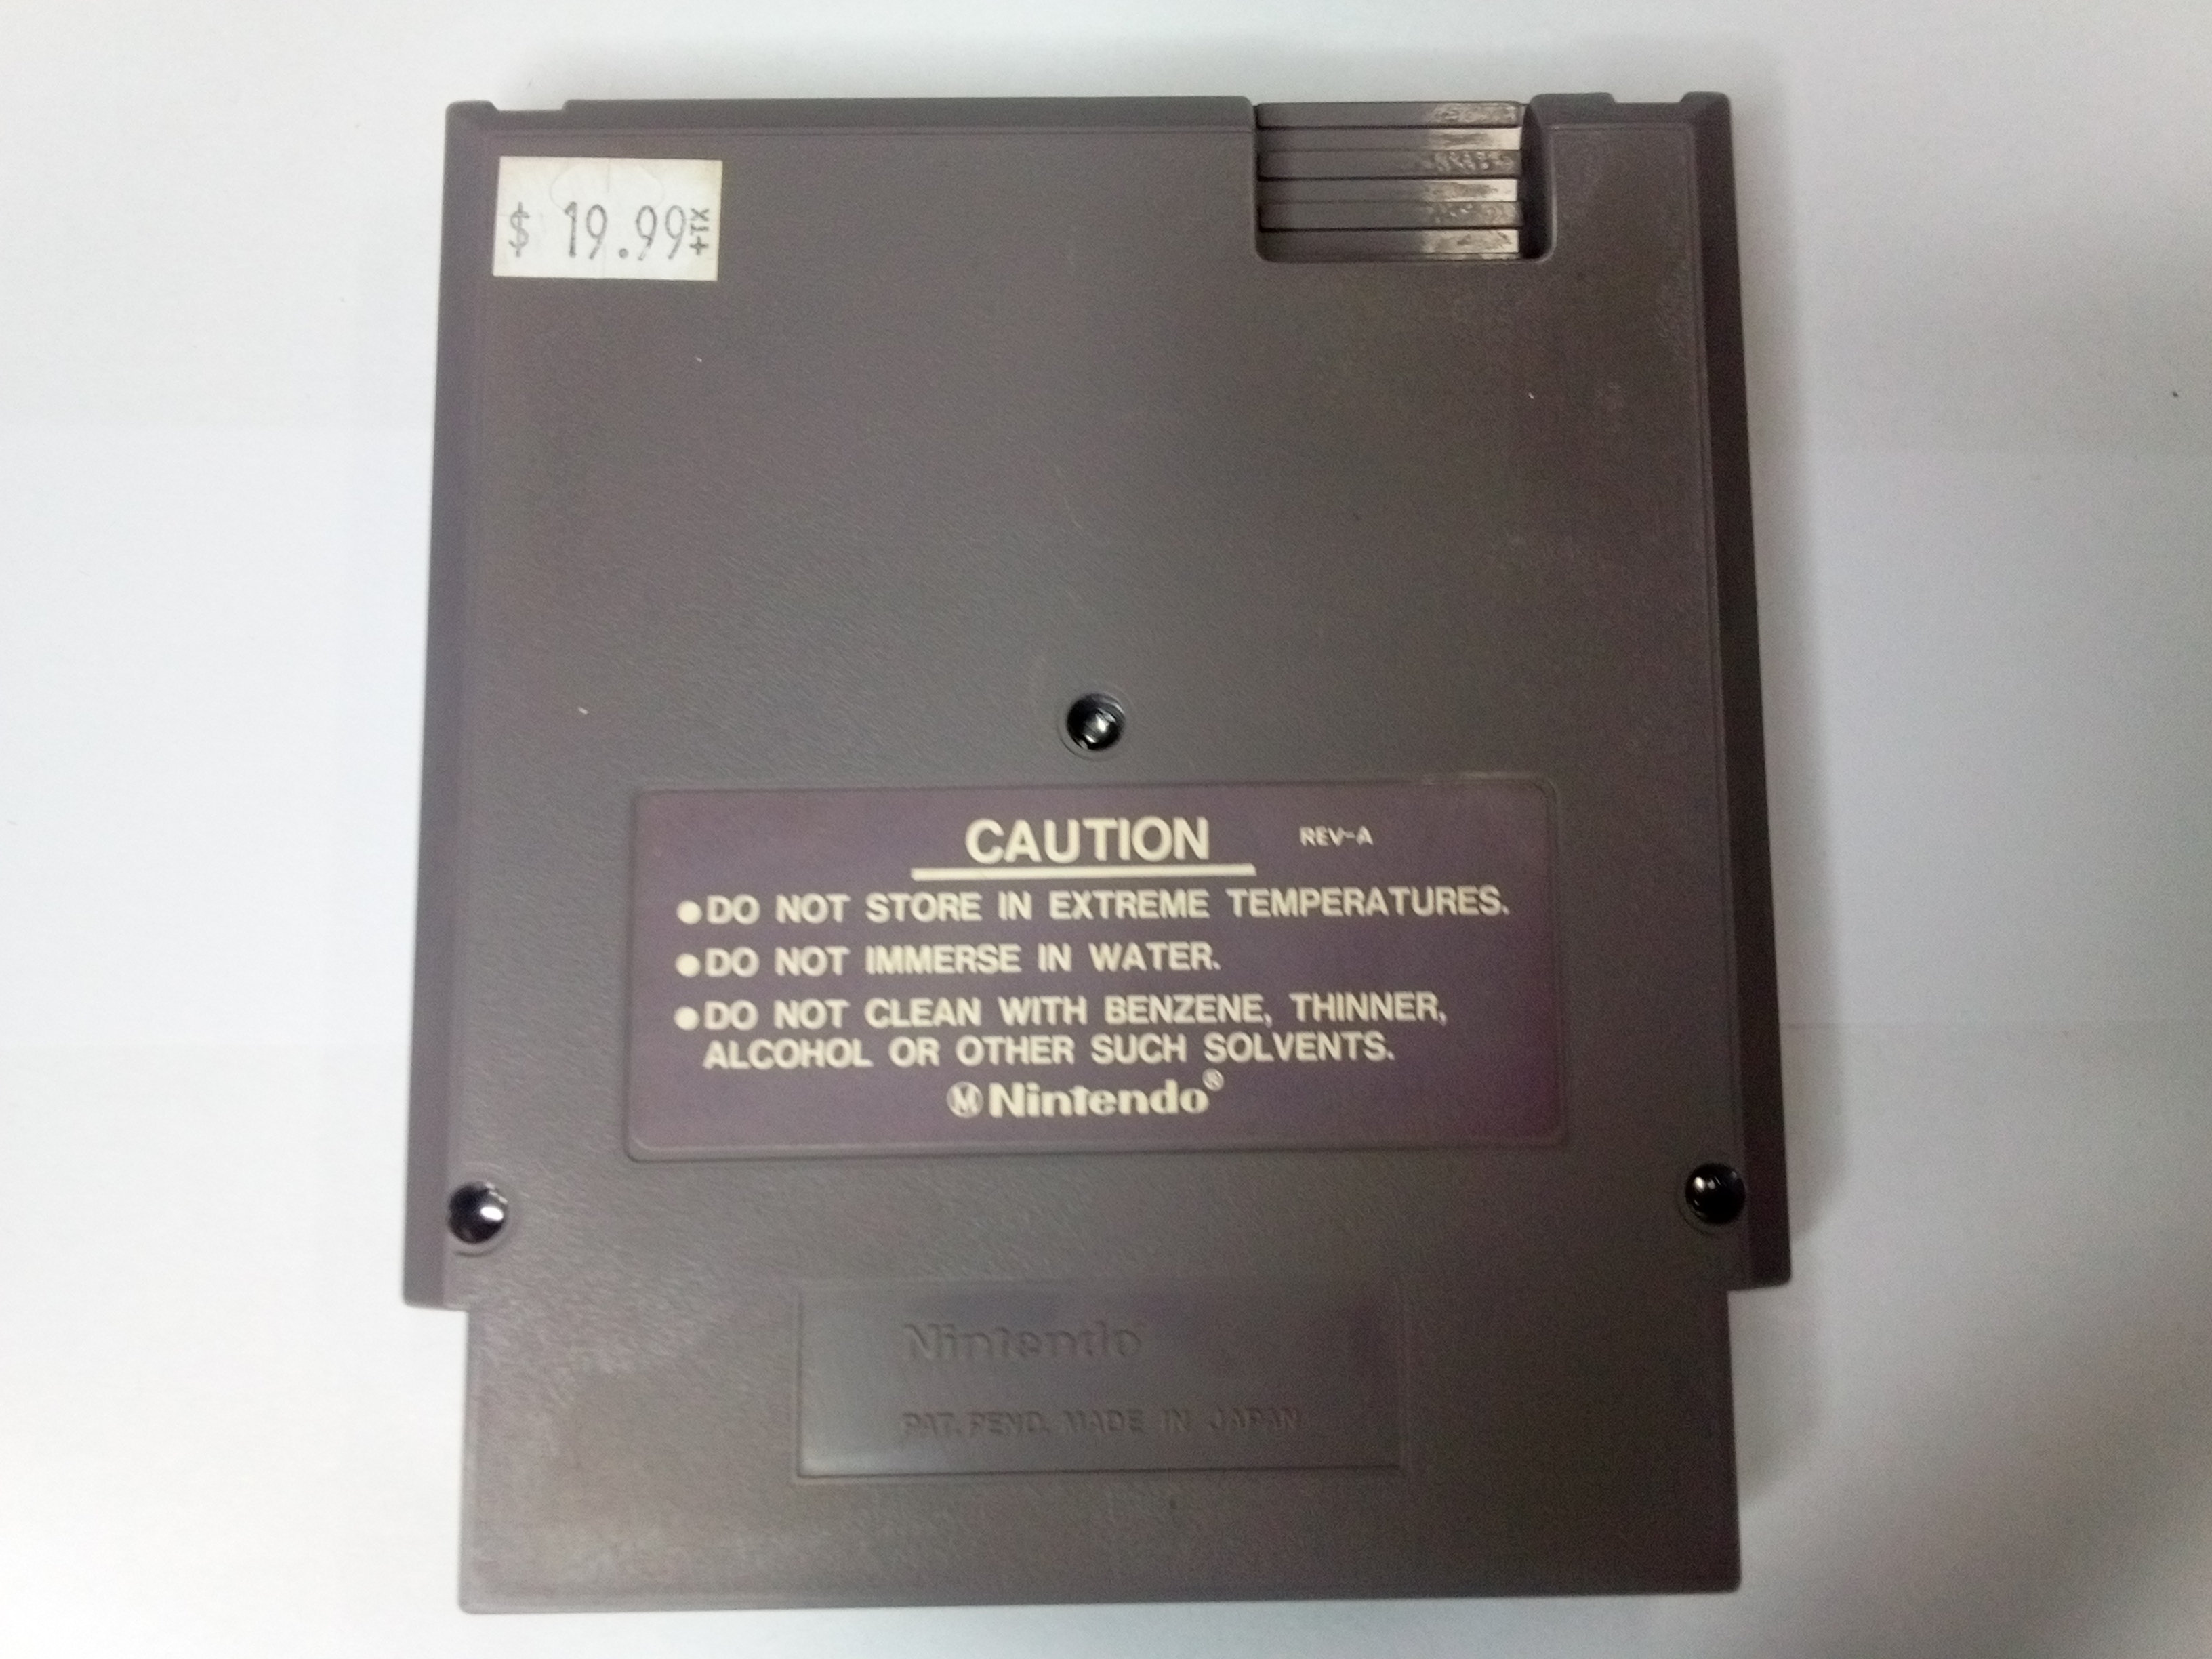 $ 19.99+TX
CAUTION REV-A
●DO NOT STORE IN EXTREME TEMPERATURES.
●DO NOT IMMERSE IN WATER.
●DO NOT CLEAN WITH BENZENE, THINNER,
ALCOHOL OR OTHER SUCH SOLVENTS.
Ⓜ Nintendo®
Nintendo
PAT. PEND. MADE IN JAPAN